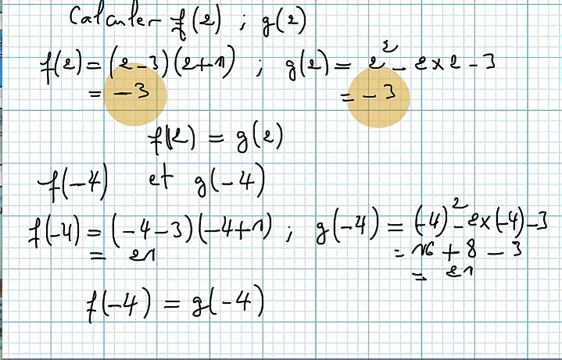 Calculer f(2) ; g(2)
f(2) = (2-3)(2+1) ; g(2) = 2² - 2×2 - 3
= -3 = -3
f(2) = g(2)
f(-4) et g(-4)
f(-4) = (-4-3)(-4+1) ; g(-4) = (-4)² - 2×(-4) - 3
= 21 = 16 + 8 - 3
= 21
f(-4) = g(-4)